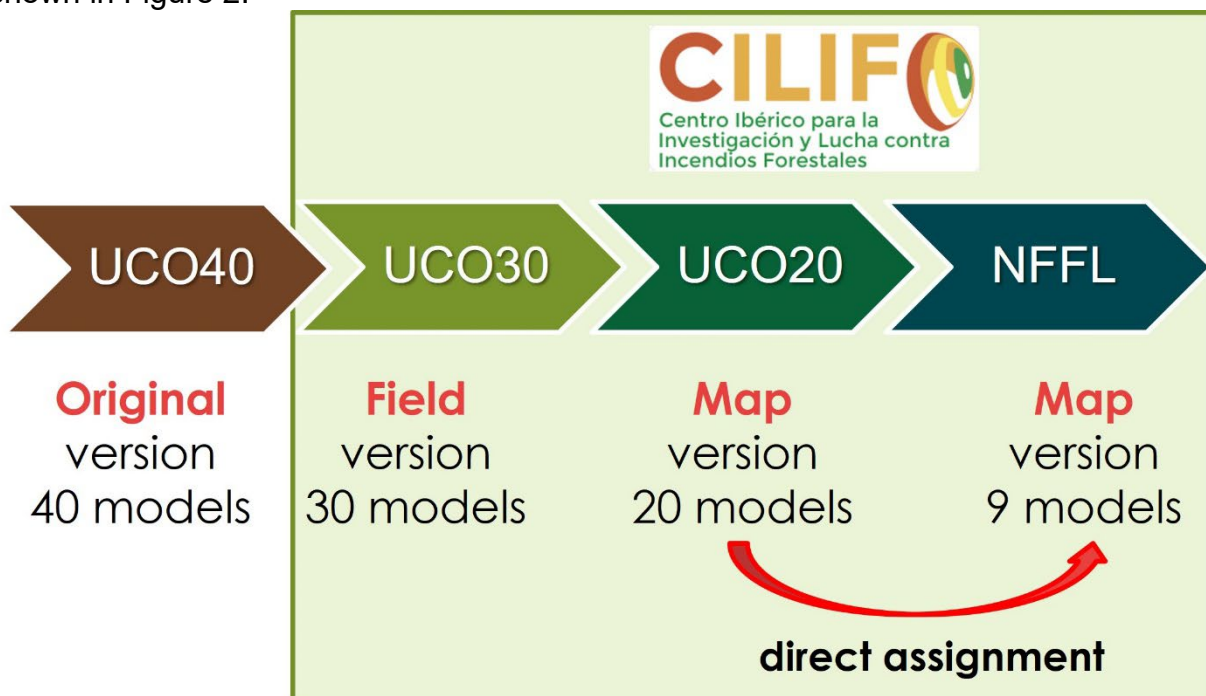 shown in Figure 2.
CILIFO
Centro Ibérico para la
Investigación y Lucha contra
Incendios Forestales
UCO40
UCO30
UCO20
NFFL
Original
version
40 models
Field
version
30 models
Map
version
20 models
Map
version
9 models
direct assignment